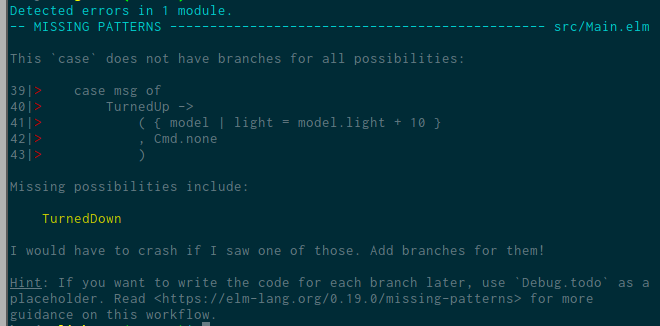 Detected errors in 1 module.
-- MISSING PATTERNS ----------------------------------------------- src/Main.elm
This `case` does not have branches for all possibilities:
39|>    case msg of
40|>        TurnedUp ->
41|>            ( { model | light = model.light + 10 }
42|>            , Cmd.none
43|>            )
Missing possibilities include:
    TurnedDown
I would have to crash if I saw one of those. Add branches for them!
Hint: If you want to write the code for each branch later, use `Debug.todo` as a
placeholder. Read <https://elm-lang.org/0.19.0/missing-patterns> for more
guidance on this workflow.